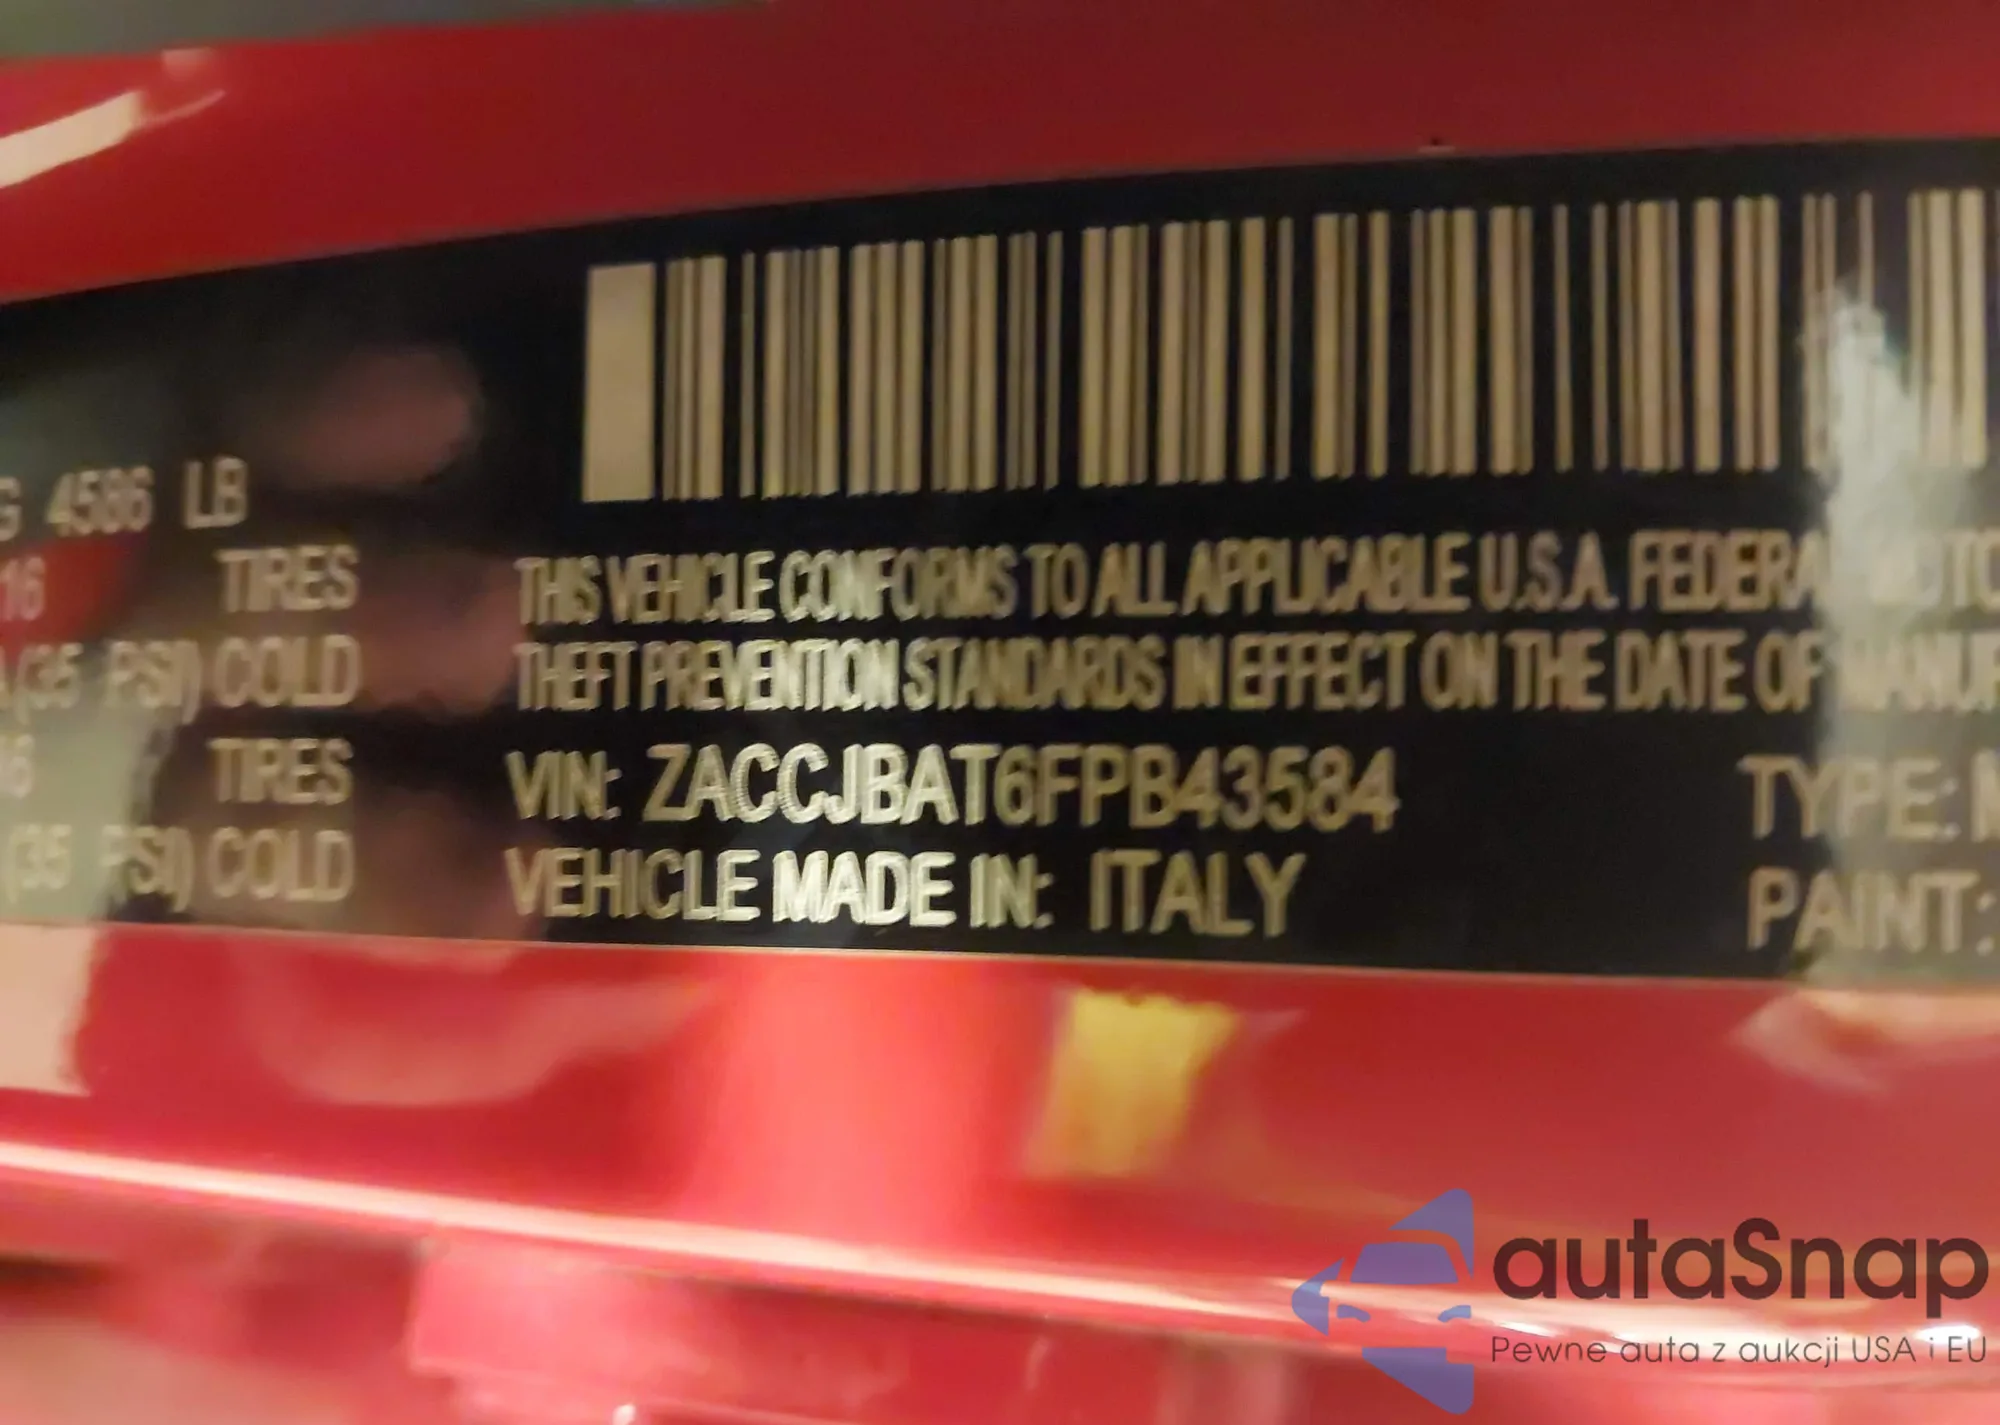 G 4586 LB
16 TIRES
(35 PSI) COLD
16 TIRES
(35 PSI) COLD
THIS VEHICLE CONFORMS TO ALL APPLICABLE U.S.A. FEDERA
THEFT PREVENTION STANDARDS IN EFFECT ON THE DATE OF MANUF
VIN: ZACCJBAT6FPB43584
TYPE:
VEHICLE MADE IN: ITALY
PAINT:
autaSnap
Pewne auta z aukcji USA i EU